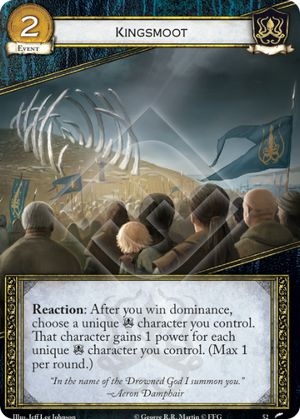 2
EVENT
KINGSMOOT
Reaction: After you win dominance,
choose a unique character you control.
That character gains 1 power for each
unique character you control. (Max 1
per round.)
"In the name of the Drowned God I summon you."
—Aeron Damphair
Illus. Jeff Lee Johnson
© George R.R. Martin © FFG
52